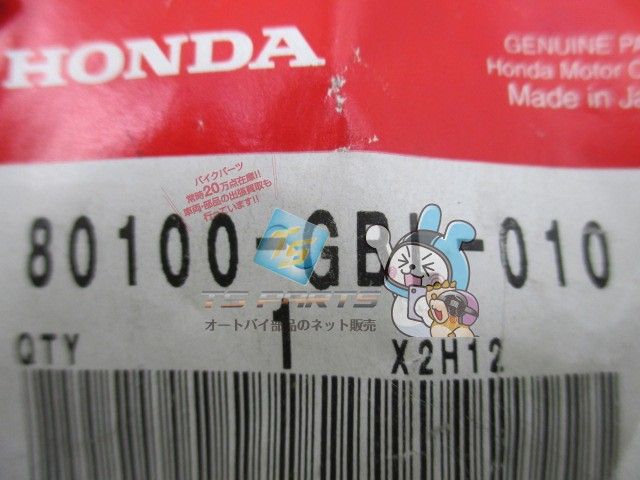 HONDA
GENUINE PA
Honda Motor C
Made in Ja
バイクパーツ
常時20万点在庫!!
車両・部品の出張買取も
行っています!!
80100-GB -010
TS
TS PARTS
オートバイ部品のネット販売
QTY 1 X2H12